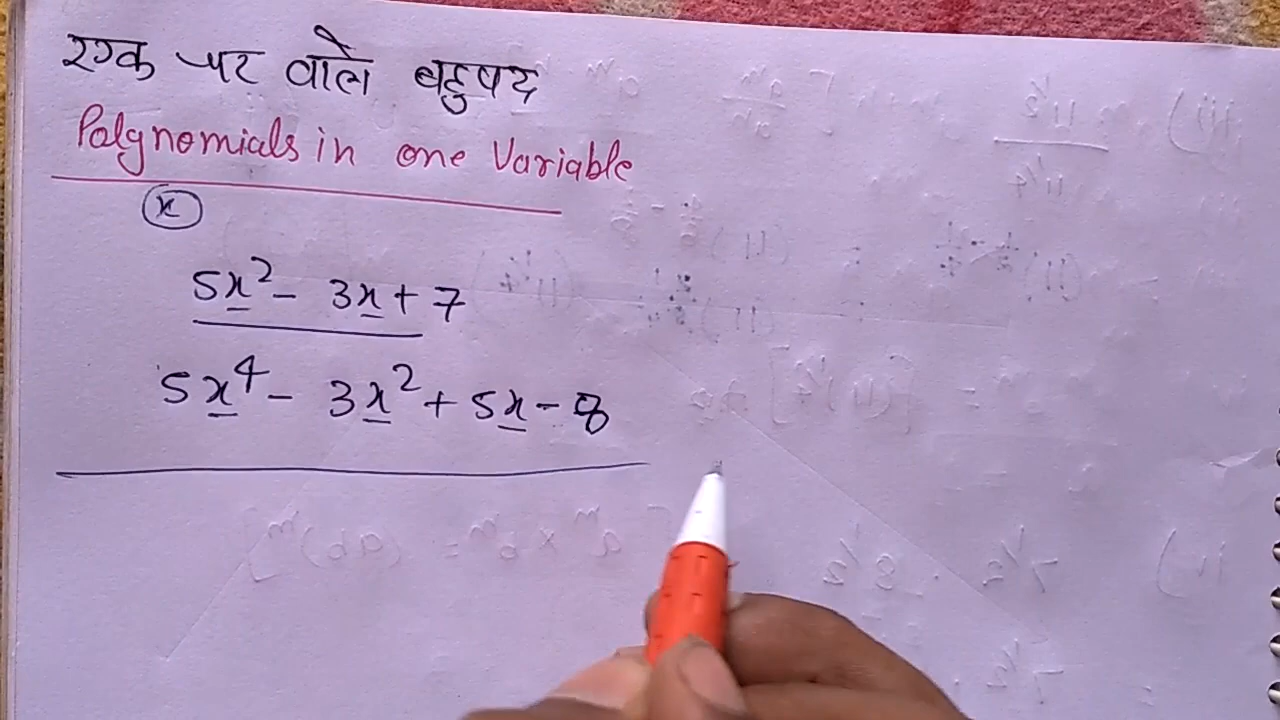 एक चर वाले बहुपद
Polynomials in one Variable
x
5x² - 3x + 7
5x⁴ - 3x² + 5x - 8